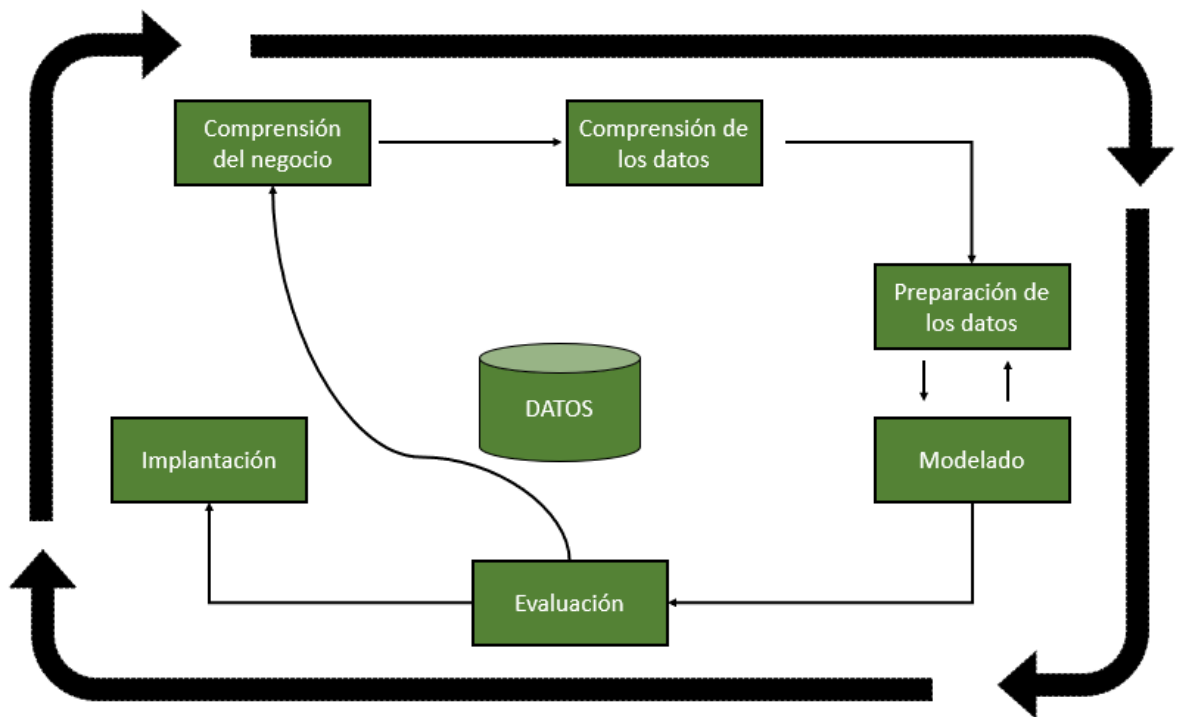 Comprensión
del negocio
Comprensión de
los datos
Preparación de
los datos
DATOS
Implantación
Modelado
Evaluación